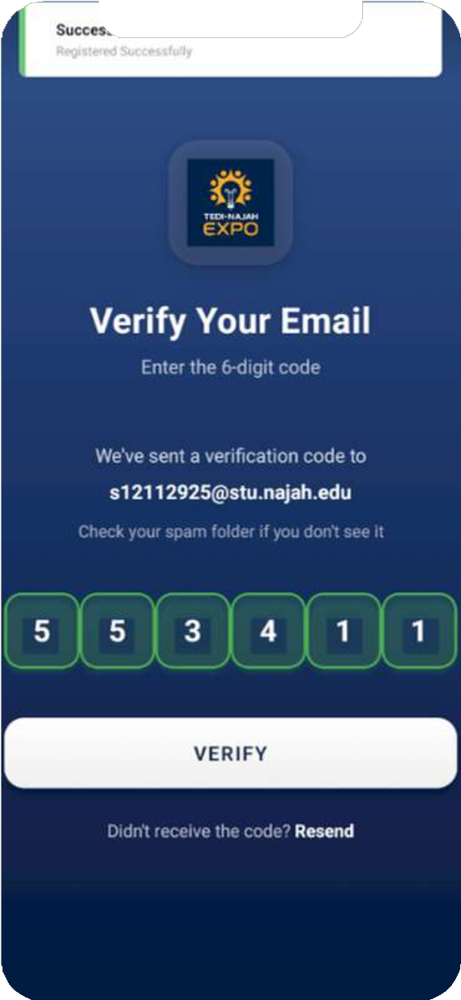 Success
Registered Successfully
TEDI-NAJAH
EXPO
Verify Your Email
Enter the 6-digit code
We've sent a verification code to
s12112925@stu.najah.edu
Check your spam folder if you don't see it
5 5 3 4 1 1
VERIFY
Didn't receive the code? Resend